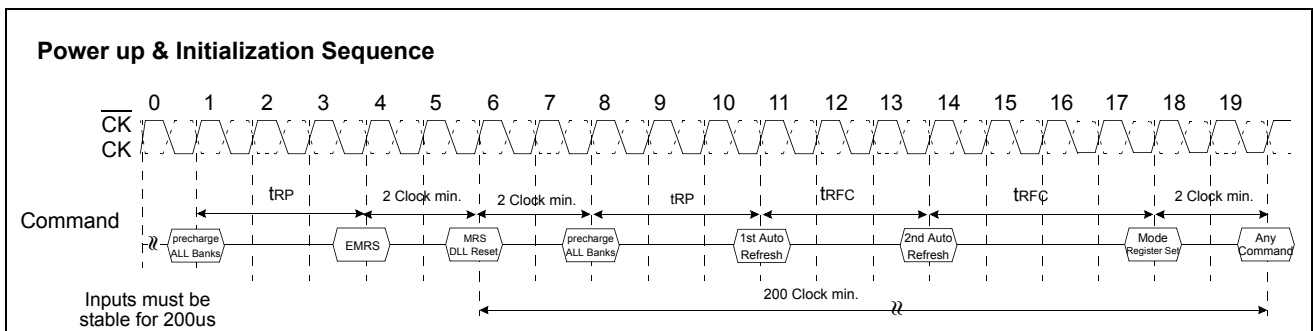 Power up & Initialization Sequence
0 1 2 3 4 5 6 7 8 9 10 11 12 13 14 15 16 17 18 19
CK
CK
tRP
2 Clock min.
2 Clock min.
tRP
tRFC
tRFC
2 Clock min.
Command
precharge
ALL Banks
EMRS
MRS
DLL Reset
precharge
ALL Banks
1st Auto
Refresh
2nd Auto
Refresh
Mode
Register Set
Any
Command
200 Clock min.
Inputs must be
stable for 200us